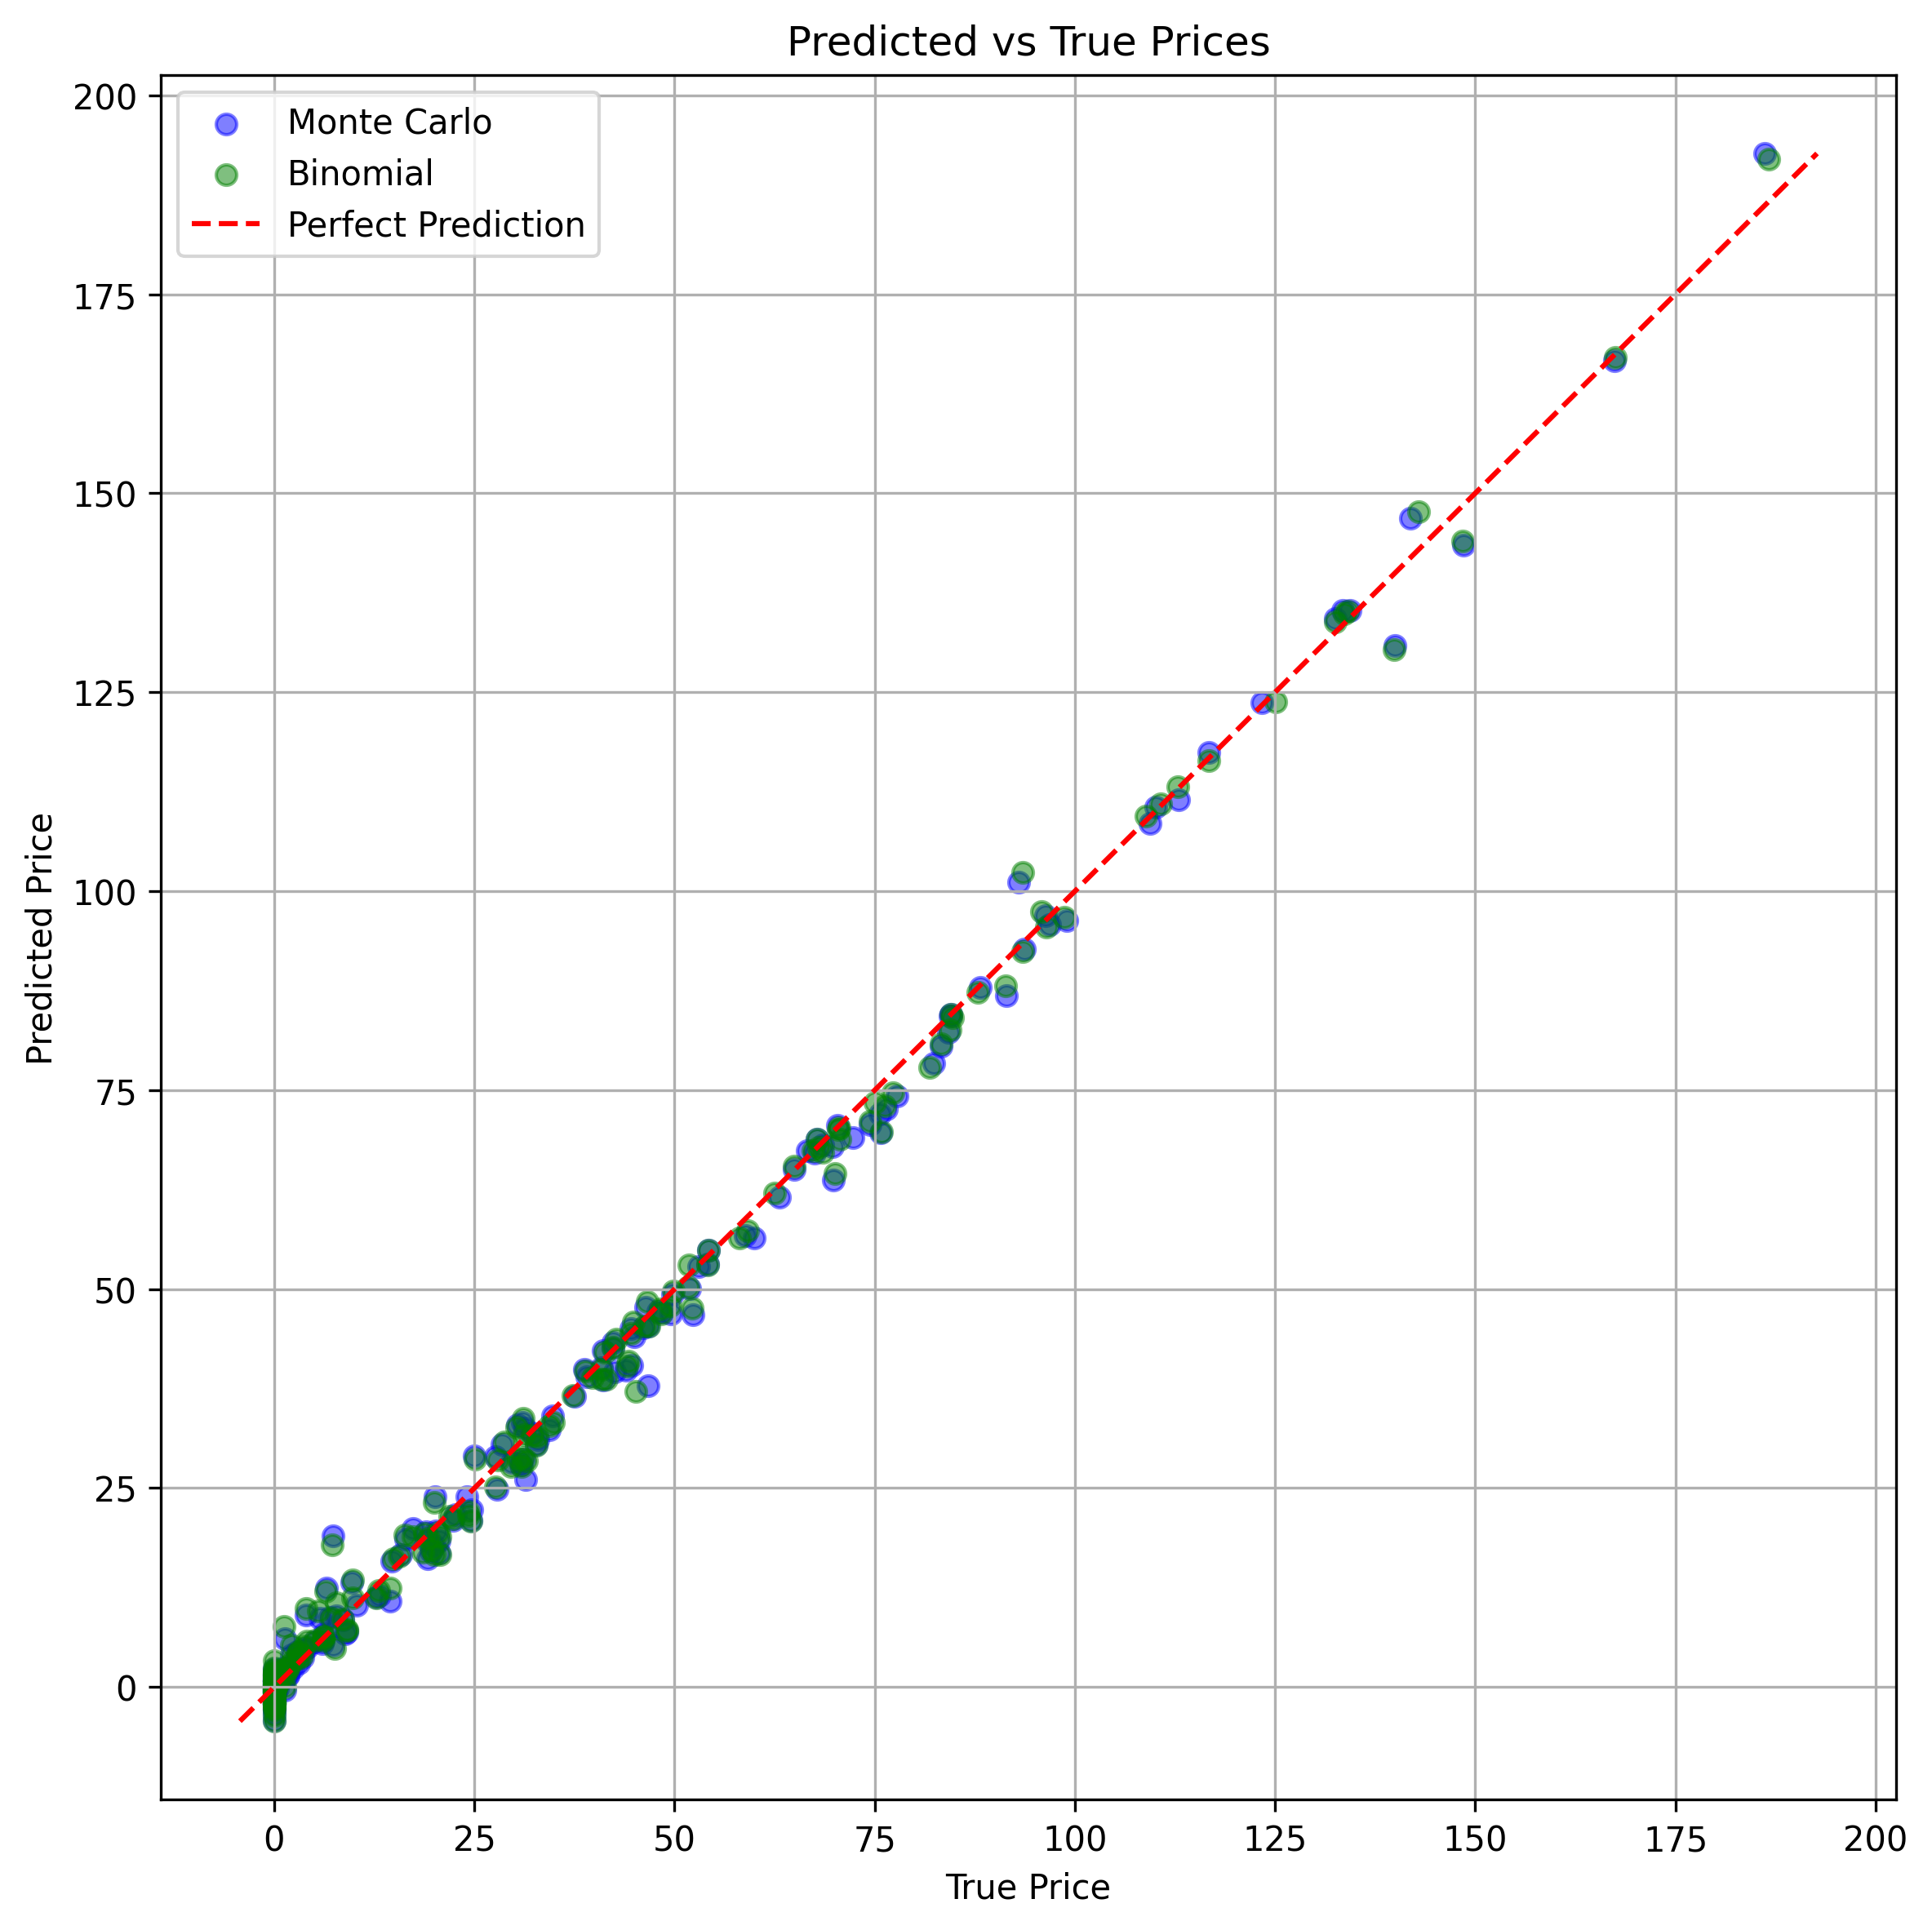 Predicted vs True Prices
Monte Carlo
Binomial
Perfect Prediction
200
175
150
125
100
75
50
25
0
Predicted Price
0 25 50 75 100 125 150 175 200
True Price